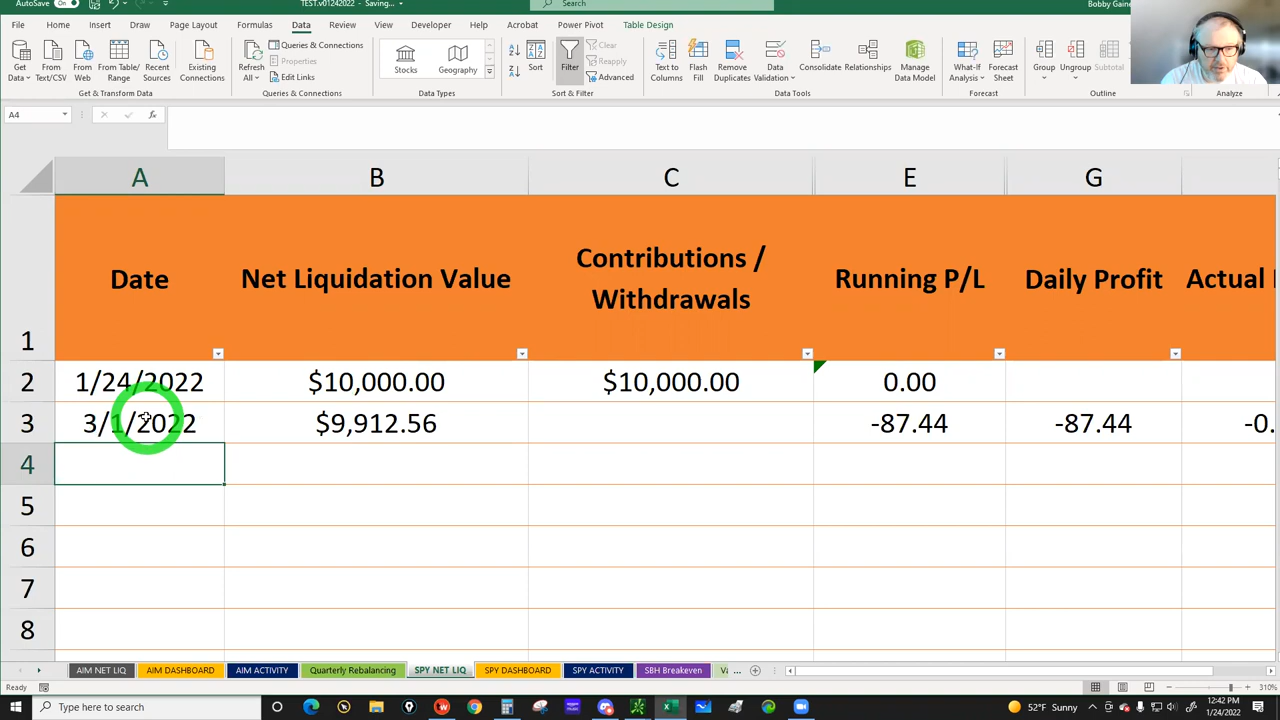 AutoSave On TEST.v01242022 - Saving... Search Bobby Gaine
File Home Insert Draw Page Layout Formulas Data Review View Developer Help Acrobat Power Pivot Table Design
Get Data From Text/CSV From Web From Table/Range Recent Sources Existing Connections
Get & Transform Data
Refresh All Queries & Connections Properties Edit Links
Queries & Connections
Stocks Geography
Data Types
Sort Filter Clear Reapply Advanced
Sort & Filter
Text to Columns Flash Fill Remove Duplicates Data Validation Consolidate Relationships Manage Data Model
Data Tools
What-If Analysis Forecast Sheet
Forecast
Group Ungroup Subtotal
Outline
Analyze
A4 fx
A B C E G
1 Date Net Liquidation Value Contributions / Withdrawals Running P/L Daily Profit Actual
2 1/24/2022 $10,000.00 $10,000.00 0.00
3 3/1/2022 $9,912.56 -87.44 -87.44 -0.
4
5
6
7
8
AIM NET LIQ AIM DASHBOARD AIM ACTIVITY Quarterly Rebalancing SPY NET LIQ SPY DASHBOARD SPY ACTIVITY SBH Breakeven Va ...
Ready 310%
Type here to search 52°F Sunny 12:42 PM
1/24/2022